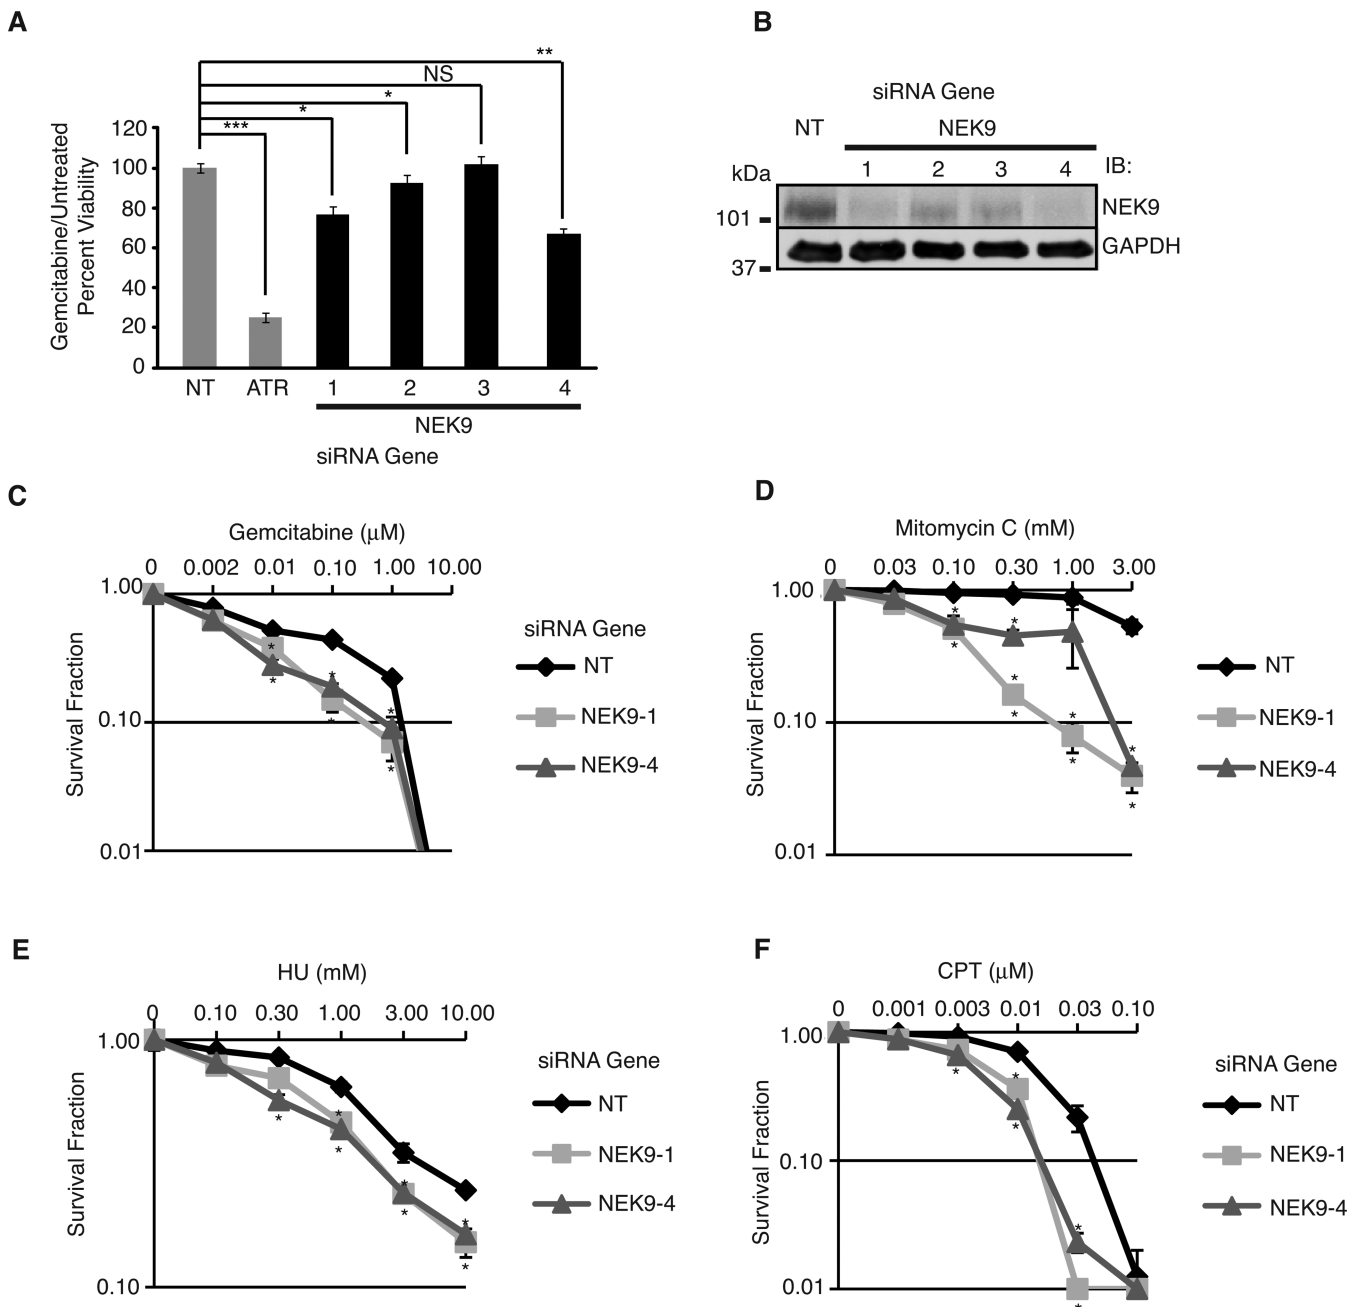 A
**
NS
*
*
***
Gemcitabine/Untreated
Percent Viability
120
100
80
60
40
20
0
NT ATR 1 2 3 4
NEK9
siRNA Gene
B
siRNA Gene
NT NEK9
kDa 1 2 3 4 IB:
101 NEK9
37 GAPDH
C
Gemcitabine (μM)
0 0.002 0.01 0.10 1.00 10.00
1.00
0.10
0.01
Survival Fraction
* * * * * *
siRNA Gene
NT
NEK9-1
NEK9-4
D
Mitomycin C (mM)
0 0.03 0.10 0.30 1.00 3.00
1.00
0.10
0.01
Survival Fraction
* * * * * * * * *
NT
NEK9-1
NEK9-4
E
HU (mM)
0 0.10 0.30 1.00 3.00 10.00
1.00
0.10
Survival Fraction
* * * * * * *
siRNA Gene
NT
NEK9-1
NEK9-4
F
CPT (μM)
0 0.001 0.003 0.01 0.03 0.10
1.00
0.10
0.01
Survival Fraction
* * * * *
siRNA Gene
NT
NEK9-1
NEK9-4